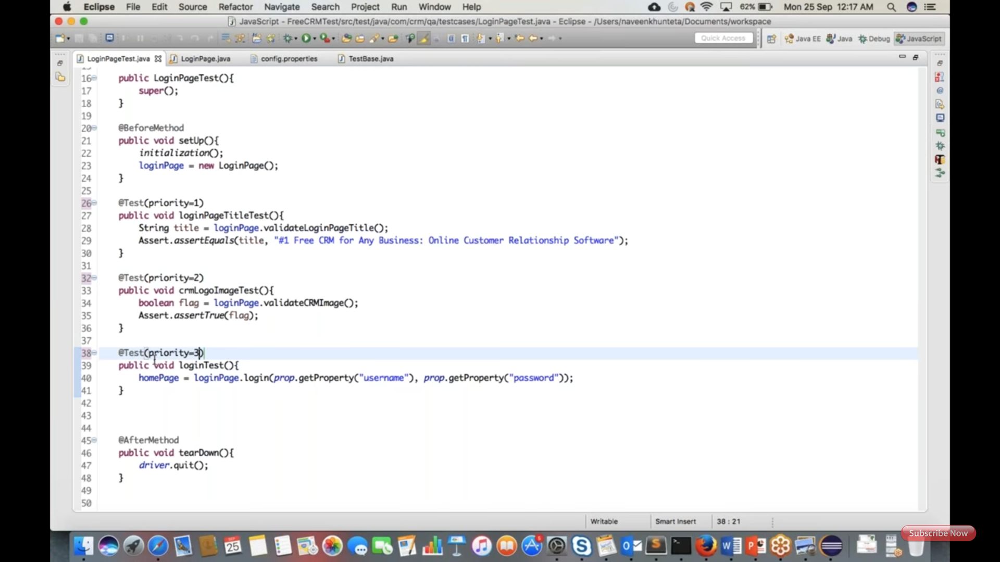 Eclipse File Edit Source Refactor Navigate Search Project Run Window Help 62% Mon 25 Sep 12:17 AM
JavaScript - FreeCRMTest/src/test/java/com/crm/qa/testcases/LoginPageTest.java - Eclipse - /Users/naveenkhunteta/Documents/workspace
Quick Access Java EE Java Debug JavaScript
LoginPageTest.java LoginPage.java config.properties TestBase.java
15
16 public LoginPageTest(){
17 super();
18 }
19
20 @BeforeMethod
21 public void setUp(){
22 initialization();
23 loginPage = new LoginPage();
24 }
25
26 @Test(priority=1)
27 public void loginPageTitleTest(){
28 String title = loginPage.validateLoginPageTitle();
29 Assert.assertEquals(title, "#1 Free CRM for Any Business: Online Customer Relationship Software");
30 }
31
32 @Test(priority=2)
33 public void crmLogoImageTest(){
34 boolean flag = loginPage.validateCRMImage();
35 Assert.assertTrue(flag);
36 }
37
38 @Test(priority=3)
39 public void loginTest(){
40 homePage = loginPage.login(prop.getProperty("username"), prop.getProperty("password"));
41 }
42
43
44
45 @AfterMethod
46 public void tearDown(){
47 driver.quit();
48 }
49
50
Writable Smart Insert 38 : 21
Subscribe Now
25
5